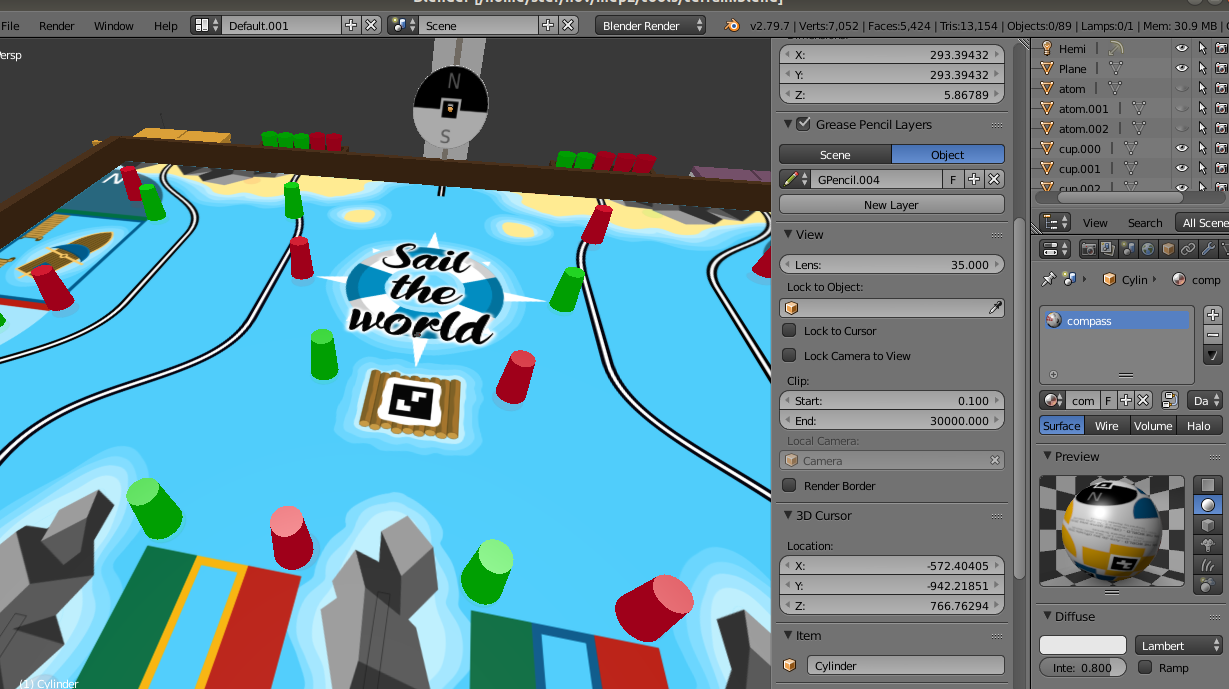 File Render Window Help Default.001 Scene Blender Render v2.79.7 | Verts:7,052 | Faces:5,424 | Tris:13,154 | Objects:0/89 | Lamps:0/1 | Mem: 30.9 MB |
ersp
N
S
N
Sail
the
world
(1) Cylinder
X: 293.39432
Y: 293.39432
Z: 5.86789
Grease Pencil Layers
Scene Object
GPencil.004 F
New Layer
View
Lens: 35.000
Lock to Object:
Lock to Cursor
Lock Camera to View
Clip:
Start: 0.100
End: 30000.000
Local Camera:
Camera
Render Border
3D Cursor
Location:
X: -572.40405
Y: -942.21851
Z: 766.76294
Item
Cylinder
Hemi
Plane
atom
atom.001
atom.002
cup.000
cup.001
cup.002
View Search All Scene
Cylin comp
compass
com F Da
Surface Wire Volume Halo
Preview
N
Diffuse
Lambert
Inte: 0.800 Ramp